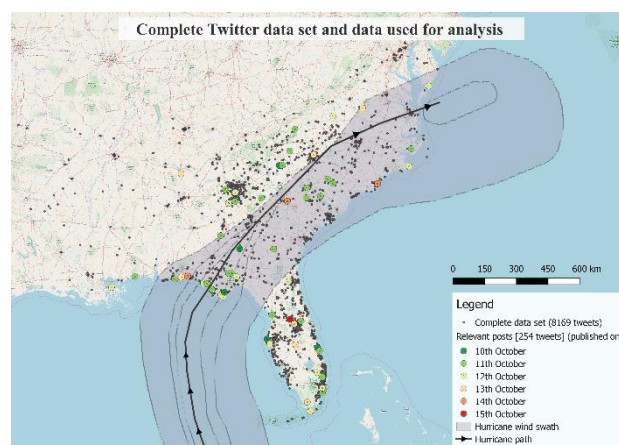 Complete Twitter data set and data used for analysis
0 150 300 450 600 km
Legend
Complete data set (8169 tweets)
Relevant posts [254 tweets] (published on
10th October
11th October
12th October
13th October
14th October
15th October
Hurricane wind swath
Hurricane path